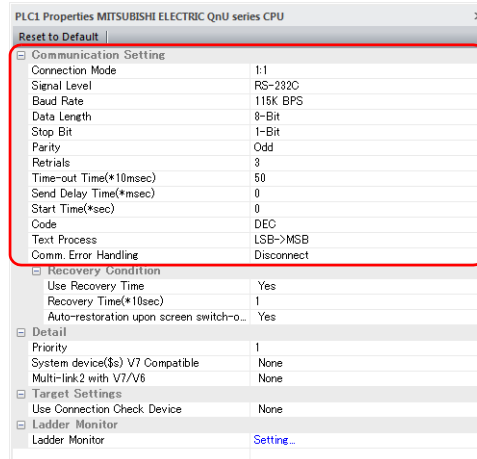 PLC1 Properties MITSUBISHI ELECTRIC QnU series CPU
Reset to Default
Communication Setting
Connection Mode 1:1
Signal Level RS-232C
Baud Rate 115K BPS
Data Length 8-Bit
Stop Bit 1-Bit
Parity Odd
Retrials 3
Time-out Time(*10msec) 50
Send Delay Time(*msec) 0
Start Time(*sec) 0
Code DEC
Text Process LSB->MSB
Comm. Error Handling Disconnect
Recovery Condition
Use Recovery Time Yes
Recovery Time(*10sec) 1
Auto-restoration upon screen switch-o... Yes
Detail
Priority 1
System device($s) V7 Compatible None
Multi-link2 with V7/V6 None
Target Settings
Use Connection Check Device None
Ladder Monitor
Ladder Monitor Setting...